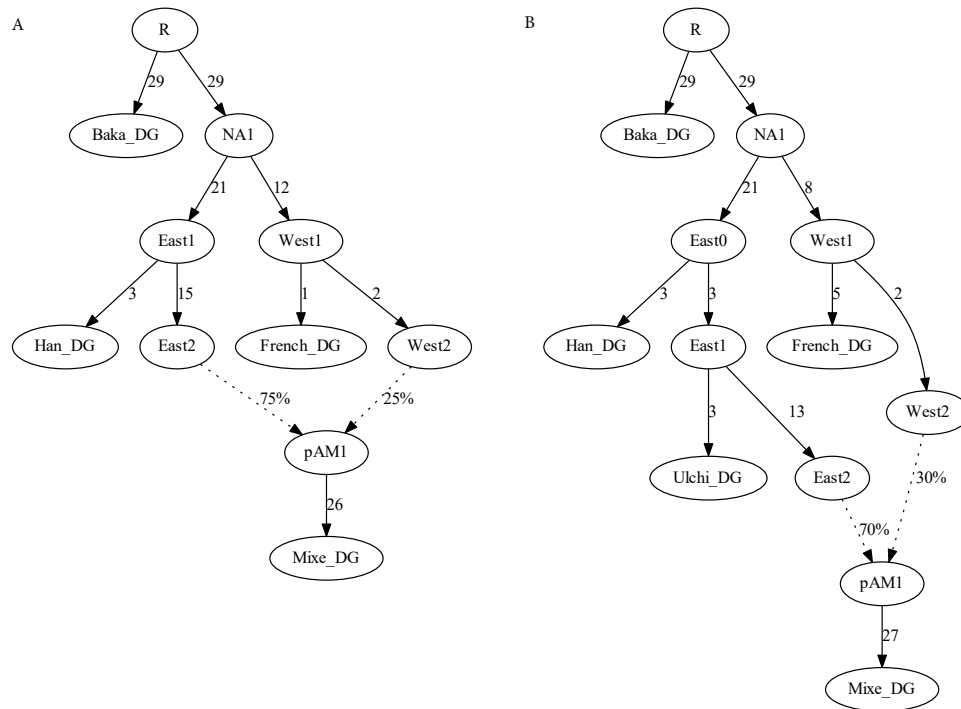 A
R
29
29
Baka_DG
NA1
21
12
East1
West1
3
15
1
2
Han_DG
East2
French_DG
West2
75%
25%
pAM1
26
Mixe_DG
B
R
29
29
Baka_DG
NA1
21
8
East0
West1
3
3
5
2
Han_DG
East1
French_DG
West2
3
13
Ulchi_DG
East2
30%
70%
pAM1
27
Mixe_DG